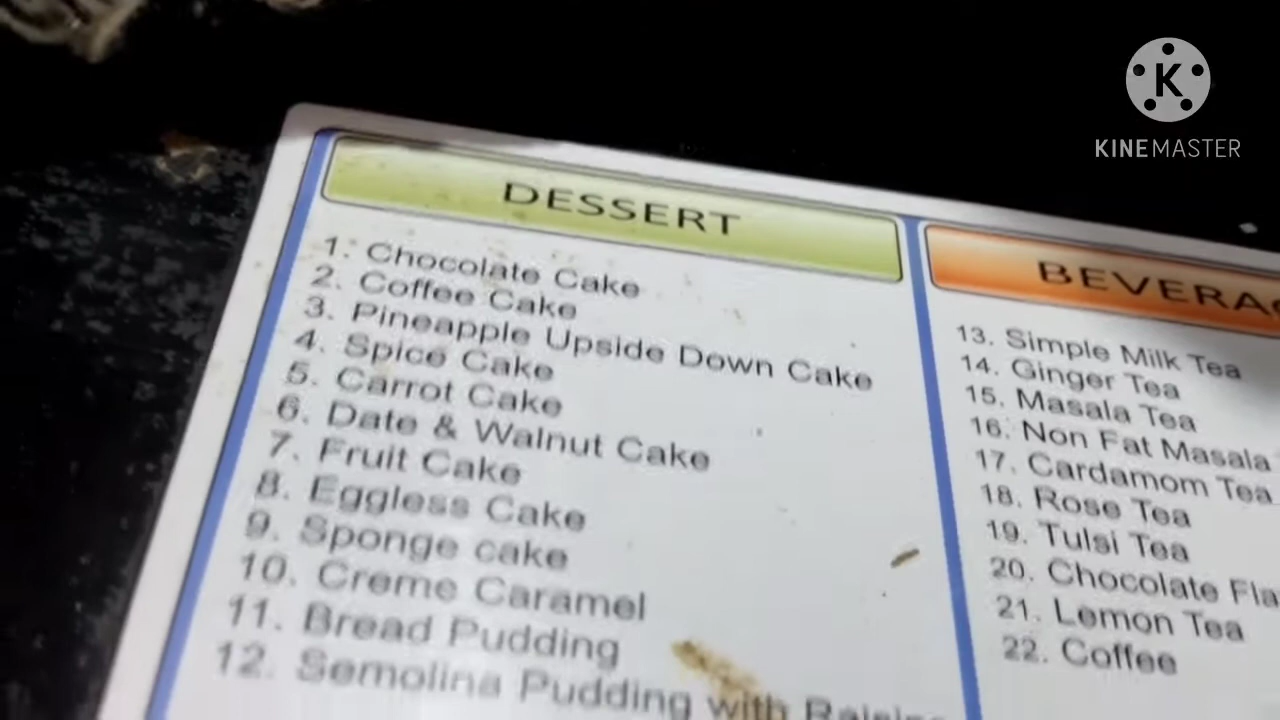 KINEMASTER
DESSERT
1. Chocolate Cake
2. Coffee Cake
3. Pineapple Upside Down Cake
4. Spice Cake
5. Carrot Cake
6. Date & Walnut Cake
7. Fruit Cake
8. Eggless Cake
9. Sponge cake
10. Creme Caramel
11. Bread Pudding
12. Semolina Pudding with
13. Simple Milk Tea
14. Ginger Tea
15. Masala Tea
16. Non Fat Masala
17. Cardamom Tea
18. Rose Tea
19. Tulsi Tea
20. Chocolate
21. Lemon Tea
22. Coffee